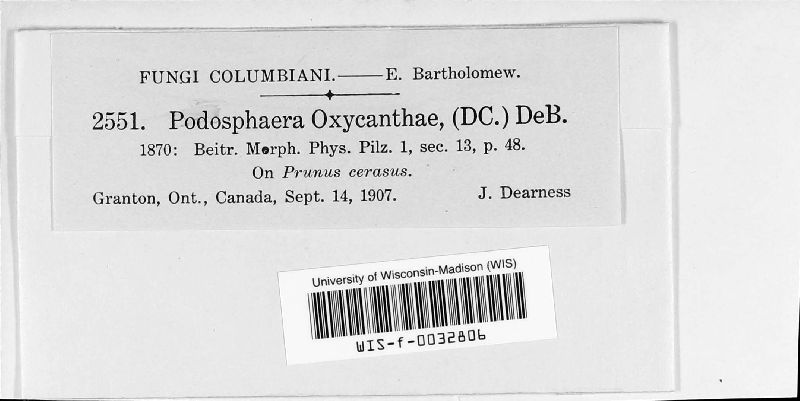 FUNGI COLUMBIANI.——E. Bartholomew.
2551. Podosphaera Oxycanthae, (DC.) DeB.
1870: Beitr. Morph. Phys. Pilz. 1, sec. 13, p. 48.
On Prunus cerasus.
Granton, Ont., Canada, Sept. 14, 1907. J. Dearness
University of Wisconsin-Madison (WIS)
WIS-f-0032806